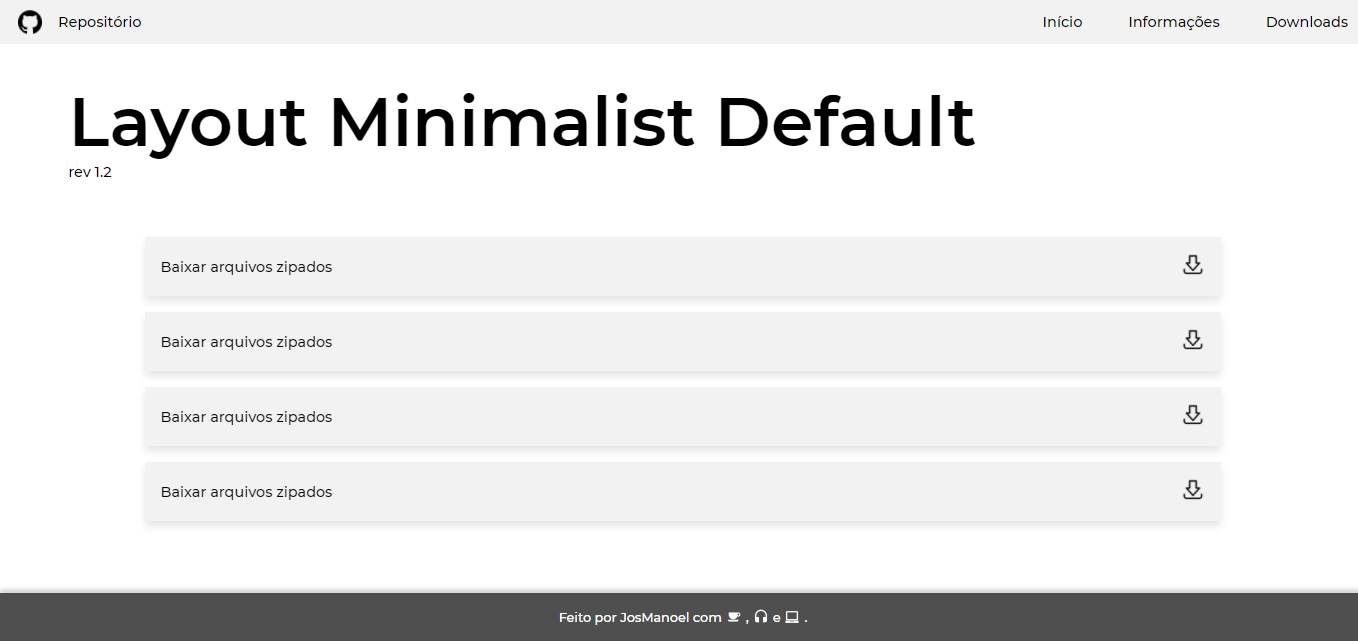 Repositório Início Informações Downloads
Layout Minimalist Default
rev 1.2
Baixar arquivos zipados
Baixar arquivos zipados
Baixar arquivos zipados
Baixar arquivos zipados
Feito por JosManoel com , e .